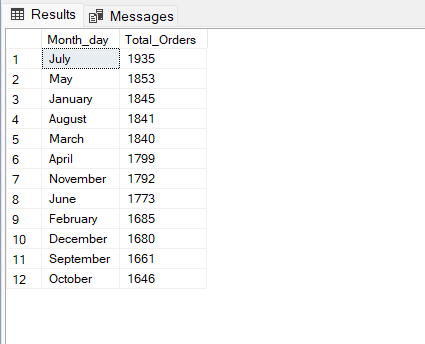 Results Messages
Month_day Total_Orders
1 July 1935
2 May 1853
3 January 1845
4 August 1841
5 March 1840
6 April 1799
7 November 1792
8 June 1773
9 February 1685
10 December 1680
11 September 1661
12 October 1646